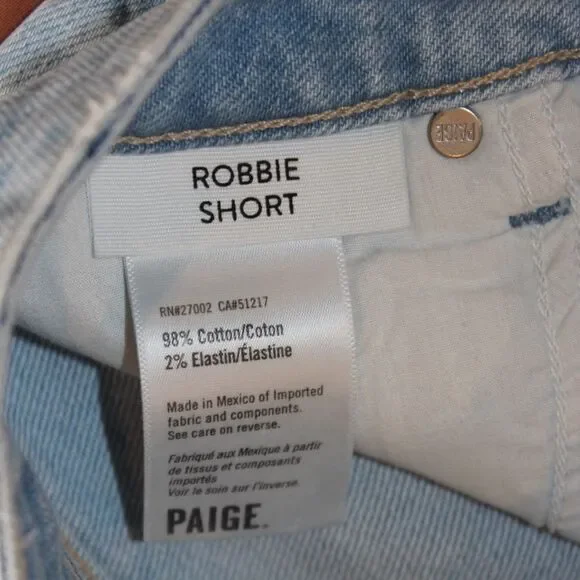 PAIGE
ROBBIE
SHORT
RN#27002 CA#51217
98% Cotton/Coton
2% Elastin/Élastine
Made in Mexico of Imported
fabric and components.
See care on reverse.
Fabriqué aux Mexique à partir
de tissus et composants
importés
Voir le soin sur l'inverse.
PAIGE.